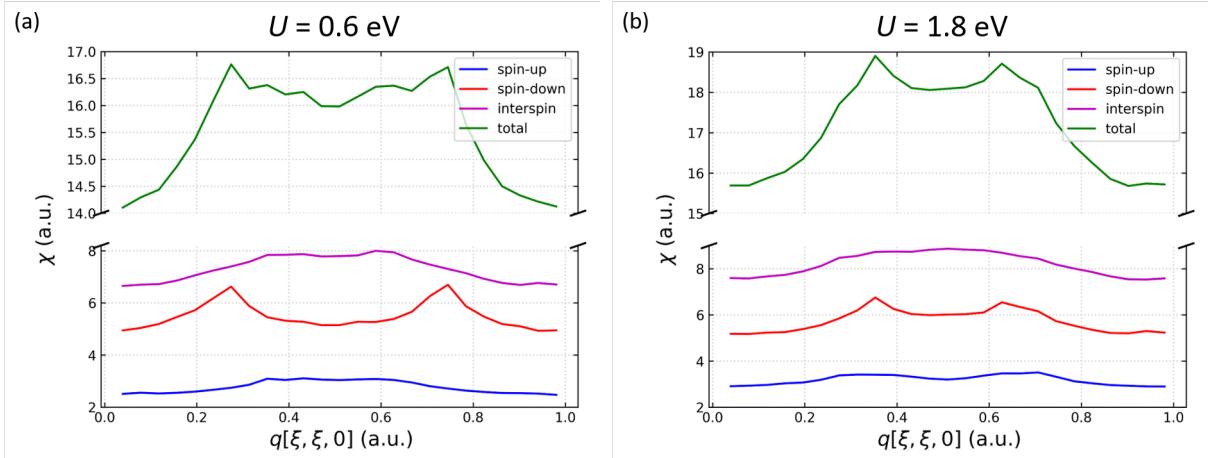 (a)
U = 0.6 eV
17.0
16.5
16.0
15.5
15.0
14.5
14.0
8
6
4
2
χ (a.u.)
spin-up
spin-down
interspin
total
0.0 0.2 0.4 0.6 0.8 1.0
q[ξ, ξ, 0] (a.u.)
(b)
U = 1.8 eV
19
18
17
16
15
8
6
4
2
χ (a.u.)
spin-up
spin-down
interspin
total
0.0 0.2 0.4 0.6 0.8 1.0
q[ξ, ξ, 0] (a.u.)